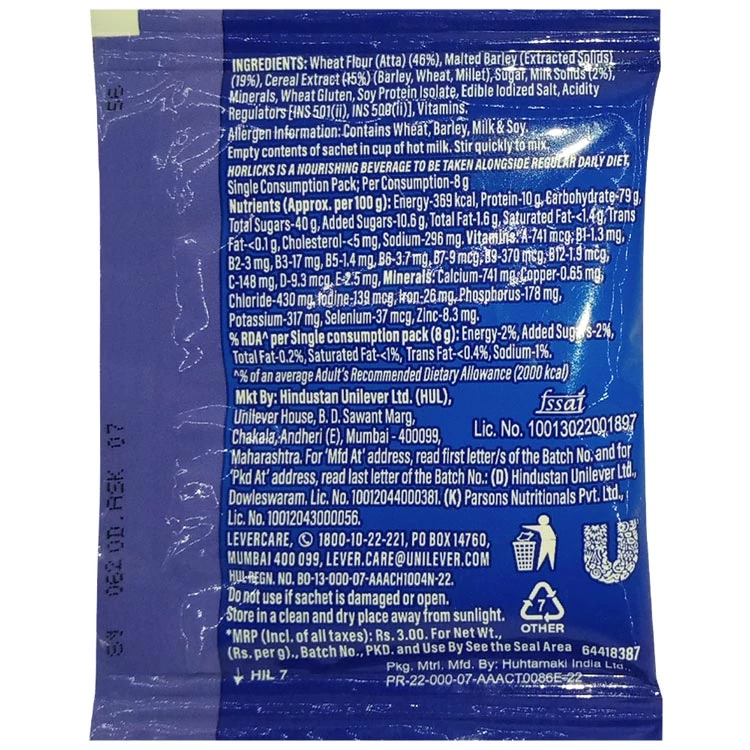 INGREDIENTS: Wheat Flour (Atta) (46%), Malted Barley (Extracted Solids)
(19%), Cereal Extract (15%) (Barley, Wheat, Millet), Sugar, Milk Solids (2%),
Minerals, Wheat Gluten, Soy Protein Isolate, Edible Iodized Salt, Acidity
Regulators [INS 501(ii), INS 500(ii)], Vitamins.
Allergen Information: Contains Wheat, Barley, Milk & Soy.
Empty contents of sachet in cup of hot milk. Stir quickly to mix.
HORLICKS IS A NOURISHING BEVERAGE TO BE TAKEN ALONGSIDE REGULAR DAILY DIET.
Single Consumption Pack; Per Consumption-8 g
Nutrients (Approx. per 100 g): Energy-369 kcal, Protein-10 g, Carbohydrate-79 g,
Total Sugars-40 g, Added Sugars-10.6 g, Total Fat-1.6 g, Saturated Fat-<1.4 g, Trans
Fat-<0.1 g, Cholesterol-<5 mg, Sodium-296 mg, Vitamins: A-741 mcg, B1-1.3 mg,
B2-3 mg, B3-17 mg, B5-1.4 mg, B6-3.7 mg, B7-9 mcg, B9-370 mcg, B12-1.9 mcg,
C-148 mg, D-9.3 mcg, E-2.5 mg, Minerals: Calcium-741 mg, Copper-0.65 mg,
Chloride-430 mg, Iodine-139 mcg, Iron-26 mg, Phosphorus-178 mg,
Potassium-317 mg, Selenium-37 mcg, Zinc-8.3 mg.
% RDA^ per Single consumption pack (8 g): Energy-2%, Added Sugars-2%,
Total Fat-0.2%, Saturated Fat-<1%, Trans Fat-<0.4%, Sodium-1%.
^% of an average Adult's Recommended Dietary Allowance (2000 kcal)
Mkt By: Hindustan Unilever Ltd. (HUL),
Unilever House, B. D. Sawant Marg,
Chakala, Andheri (E), Mumbai - 400099,
fssai
Lic. No. 10013022001897
Maharashtra. For 'Mfd At' address, read first letter/s of the Batch No. and for
'Pkd At' address, read last letter of the Batch No.: (D) Hindustan Unilever Ltd.,
Dowleswaram. Lic. No. 10012044000381. (K) Parsons Nutritionals Pvt. Ltd.,
Lic. No. 10012043000056.
LEVERCARE, 1800-10-22-221, PO BOX 14760,
MUMBAI 400 099, LEVER.CARE@UNILEVER.COM
HUL-REGN. NO. BO-13-000-07-AAACH1004N-22.
Do not use if sachet is damaged or open.
Store in a clean and dry place away from sunlight.
7
OTHER
*MRP (Incl. of all taxes): Rs. 3.00. For Net Wt.,
(Rs. per g)., Batch No., PKD. and Use By See the Seal Area 64418387
Pkg. Mtrl. Mfd. By: Huhtamaki India Ltd.,
HIL 7 PR-22-000-07-AAACT0086E-22